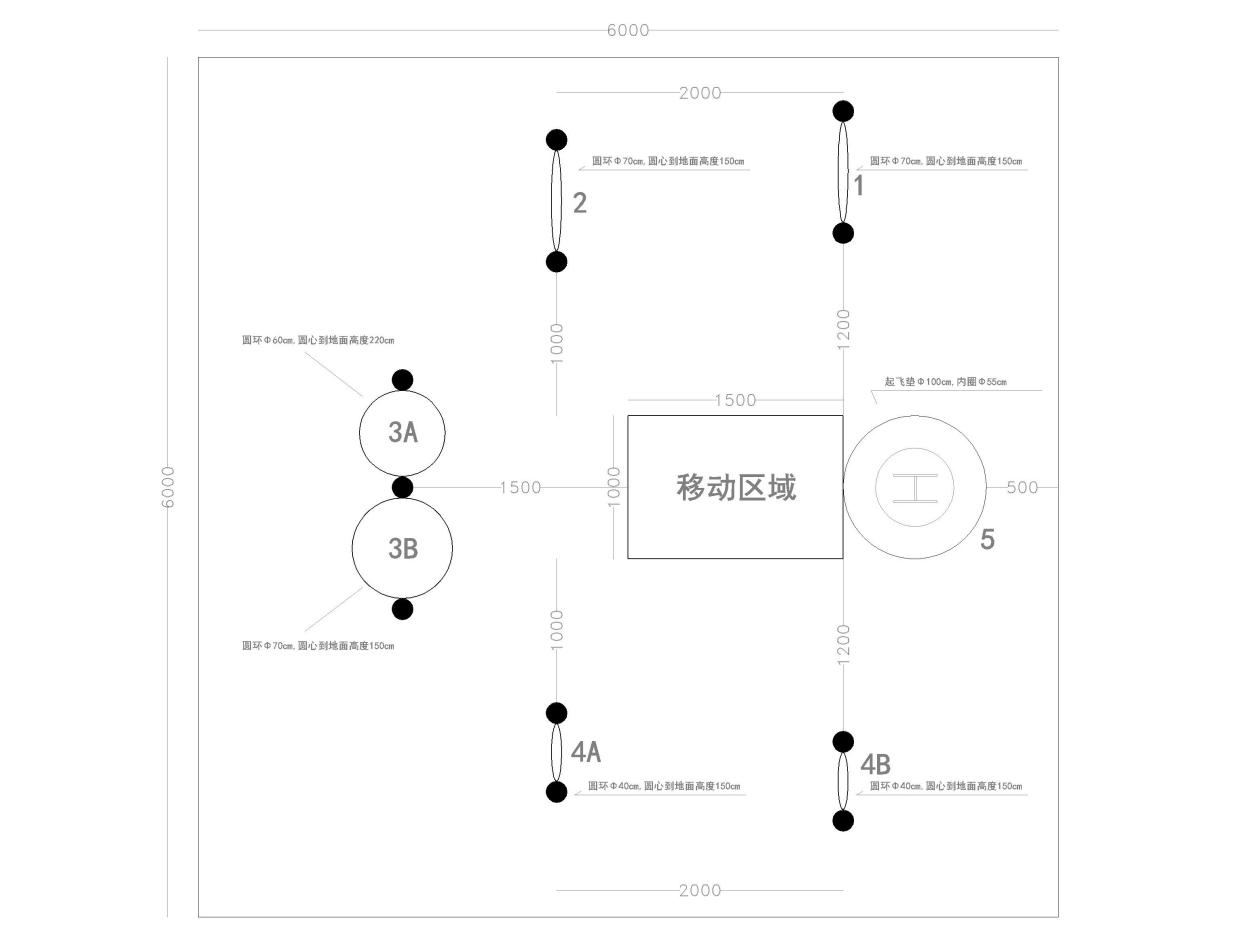 6000
2000
圆环Φ70cm,圆心到地面高度150cm
圆环Φ70cm,圆心到地面高度150cm
1
2
1200
1000
圆环Φ60cm,圆心到地面高度220cm
起飞垫Φ100cm,内圈Φ55cm
1500
3A
6000
1500
1000
移动区域
500
5
3B
1000
1200
圆环Φ70cm,圆心到地面高度150cm
4A
4B
圆环Φ40cm,圆心到地面高度150cm
圆环Φ40cm,圆心到地面高度150cm
2000